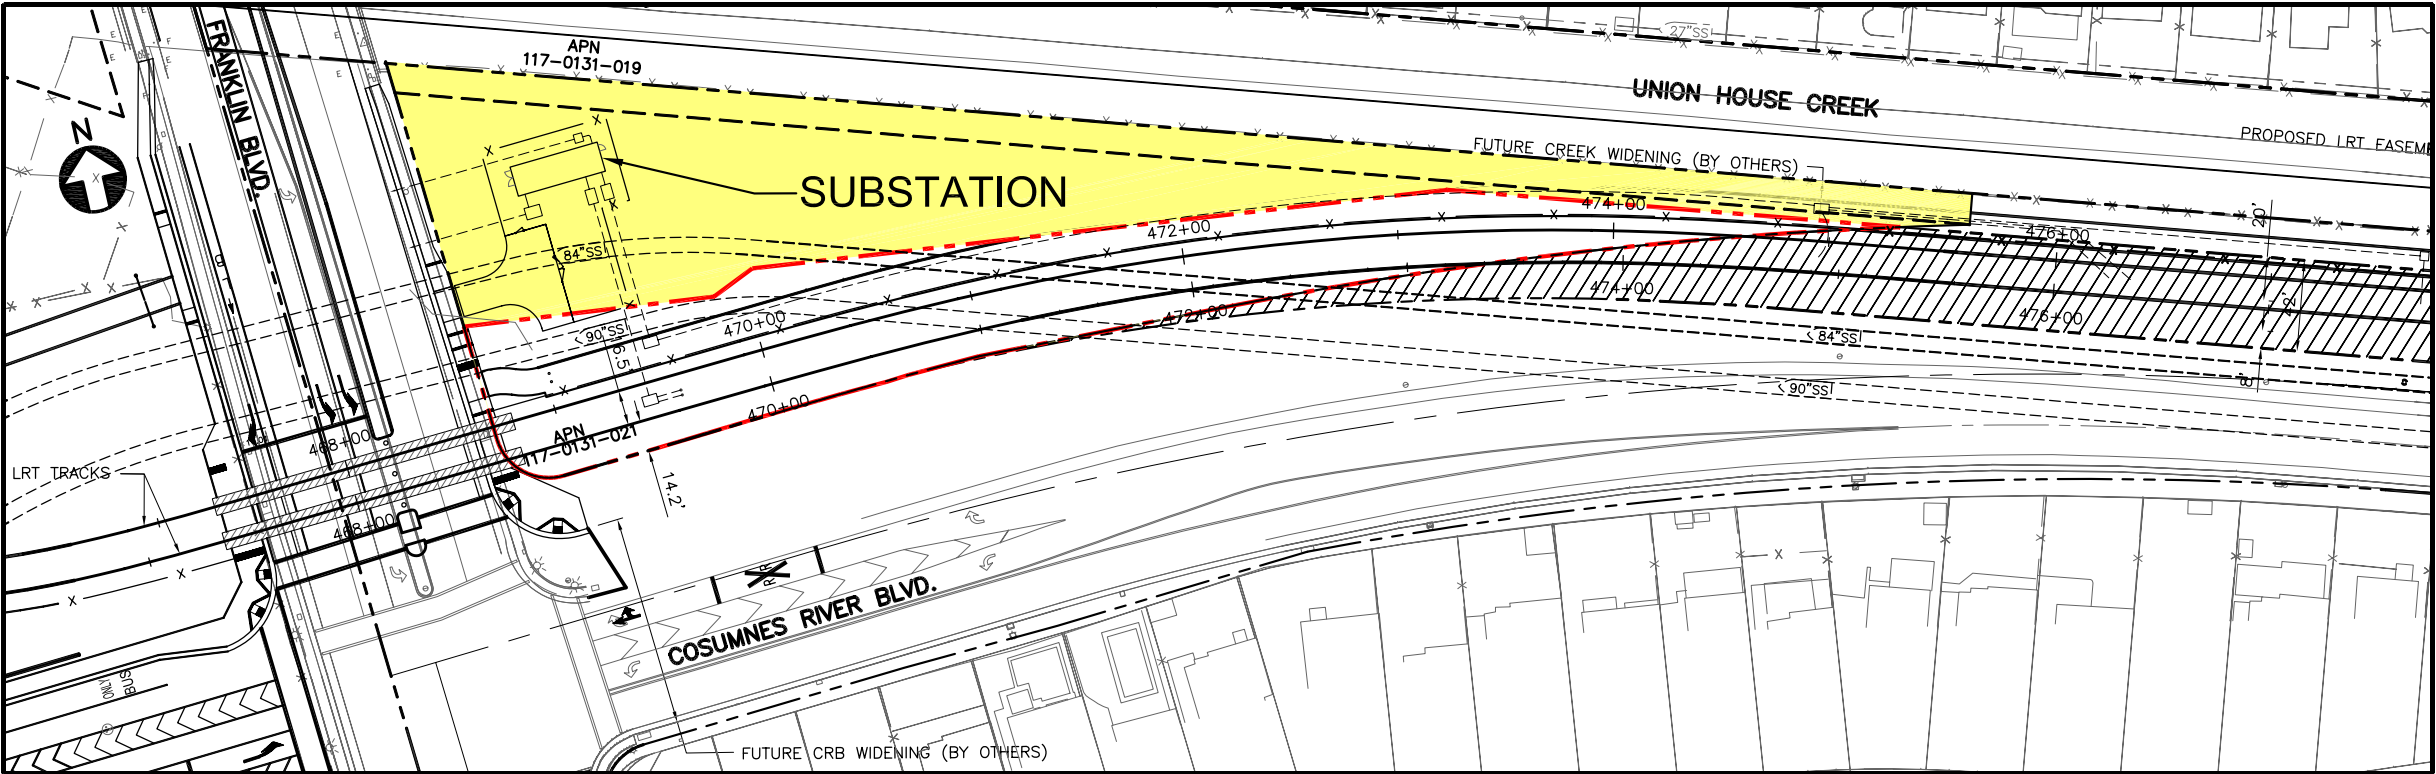 FRANKLIN BLVD.
APN
117-0131-019
27"SS
UNION HOUSE CREEK
PROPOSED LRT EASEME
FUTURE CREEK WIDENING (BY OTHERS)
N
SUBSTATION
84"SS
472+00
474+00
476+00
20'
22'
8'
90"SS
470+00
472+00
474+00
476+00
84"SS
90"SS
470+00
APN
117-0131-021
14.2'
468+00
LRT TRACKS
468+00
COSUMNES RIVER BLVD.
R R
BUS
ONLY
FUTURE CRB WIDENING (BY OTHERS)